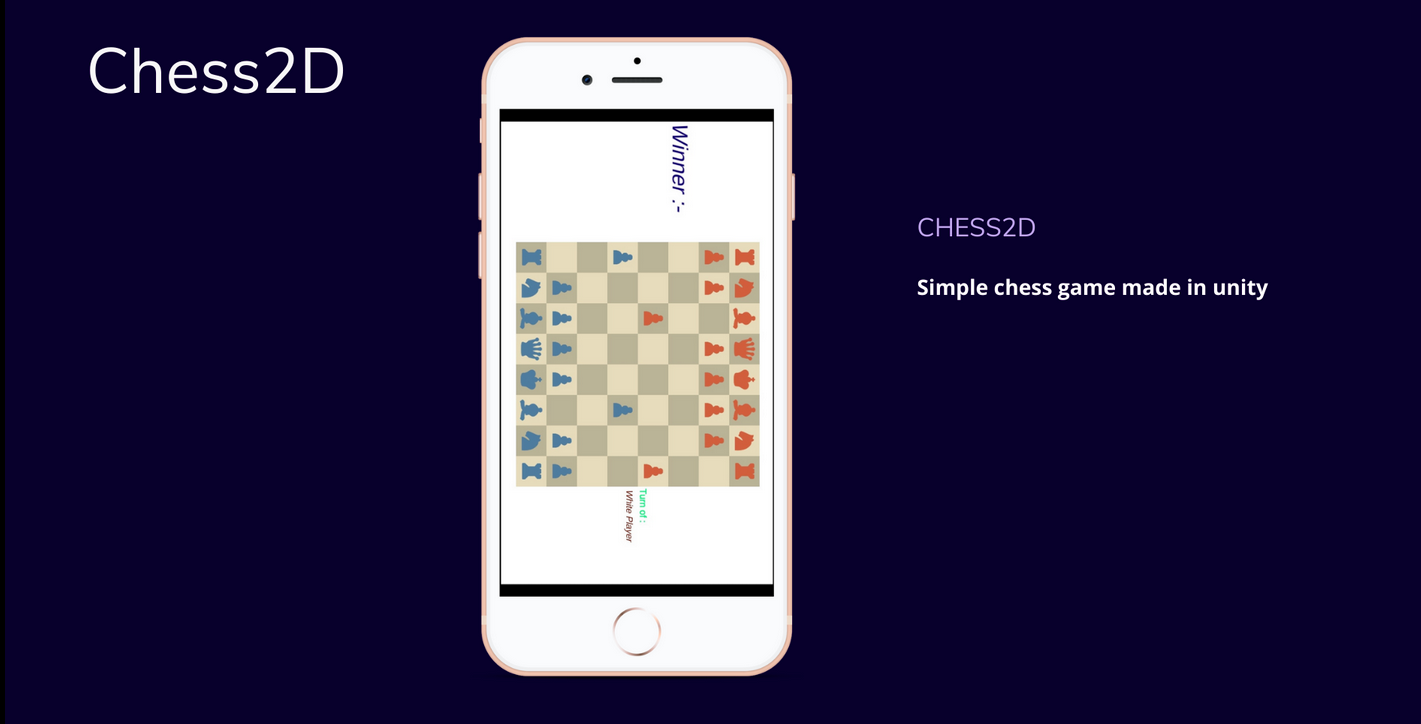 Chess2D
Winner :-
CHESS2D
Simple chess game made in unity
Turn of :
White Player